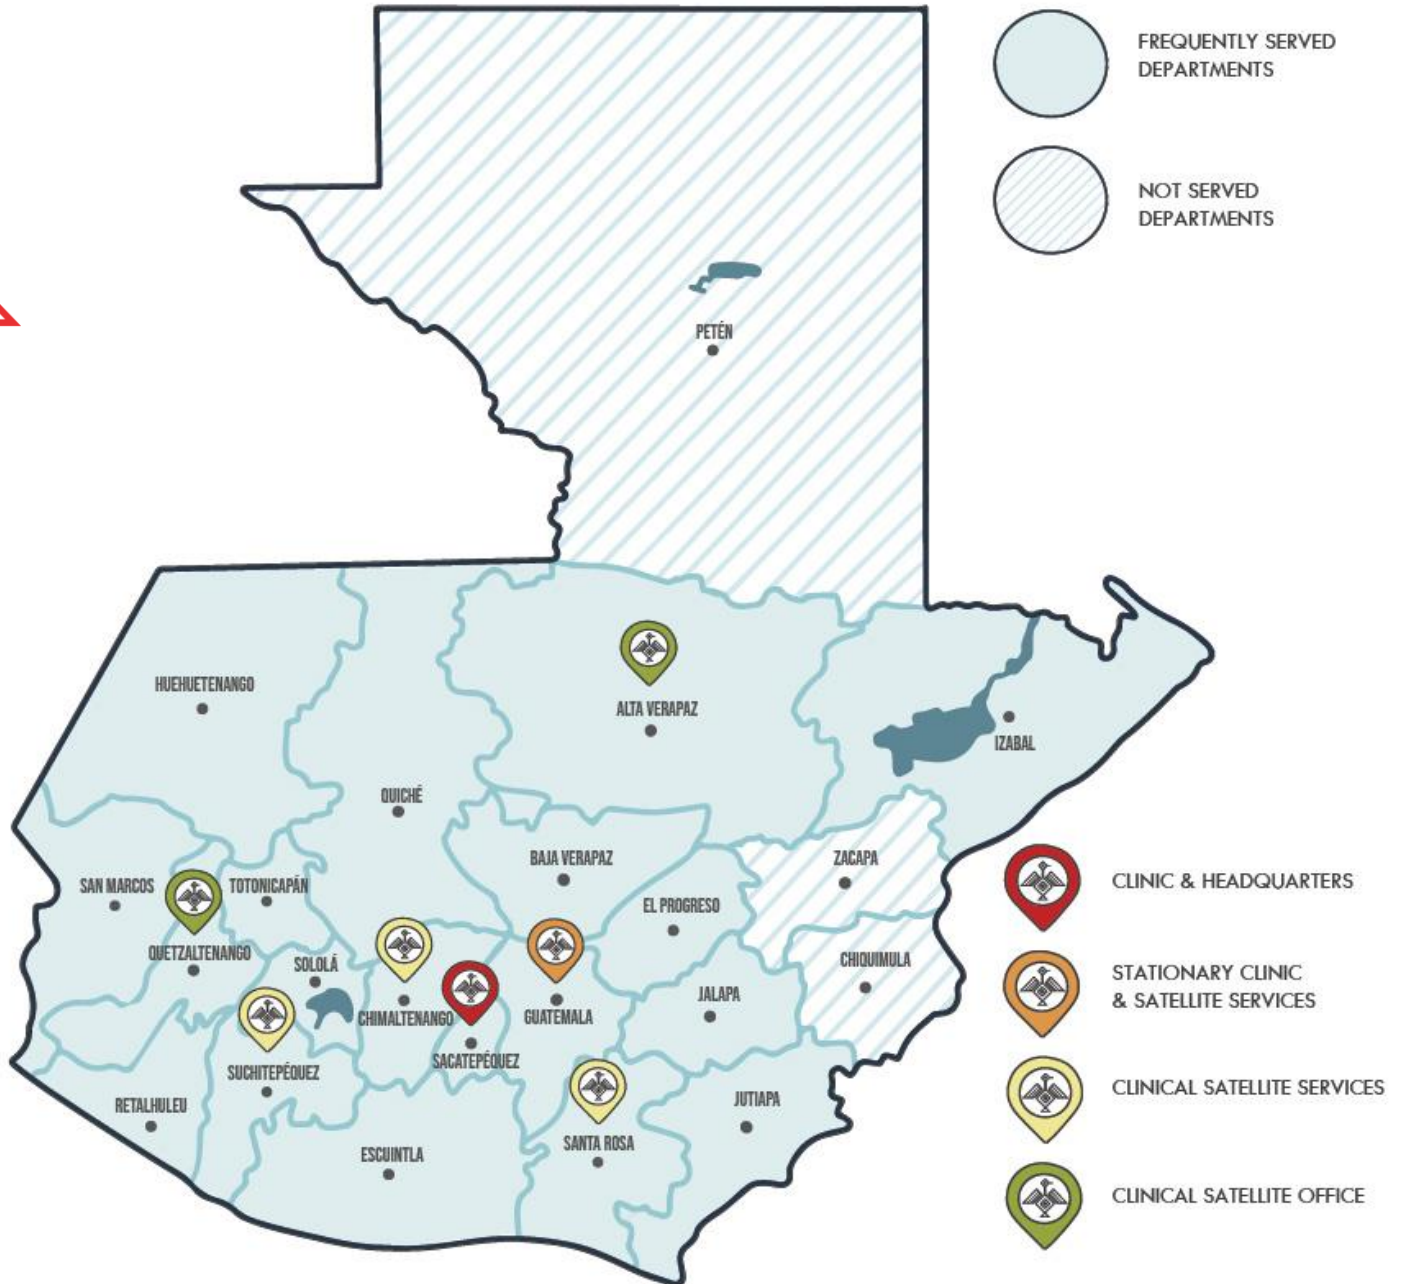 FREQUENTLY SERVED
DEPARTMENTS
NOT SERVED
DEPARTMENTS
PETÉN
HUEHUETENANGO
ALTA VERAPAZ
IZABAL
QUICHÉ
BAJA VERAPAZ
ZACAPA
SAN MARCOS
TOTONICAPÁN
EL PROGRESO
QUETZALTENANGO
SOLOLÁ
CHIQUIMULA
JALAPA
CHIMALTENANGO
GUATEMALA
SACATEPÉQUEZ
SUCHITEPÉQUEZ
RETALHULEU
JUTIAPA
ESCUINTLA
SANTA ROSA
CLINIC & HEADQUARTERS
STATIONARY CLINIC
& SATELLITE SERVICES
CLINICAL SATELLITE SERVICES
CLINICAL SATELLITE OFFICE